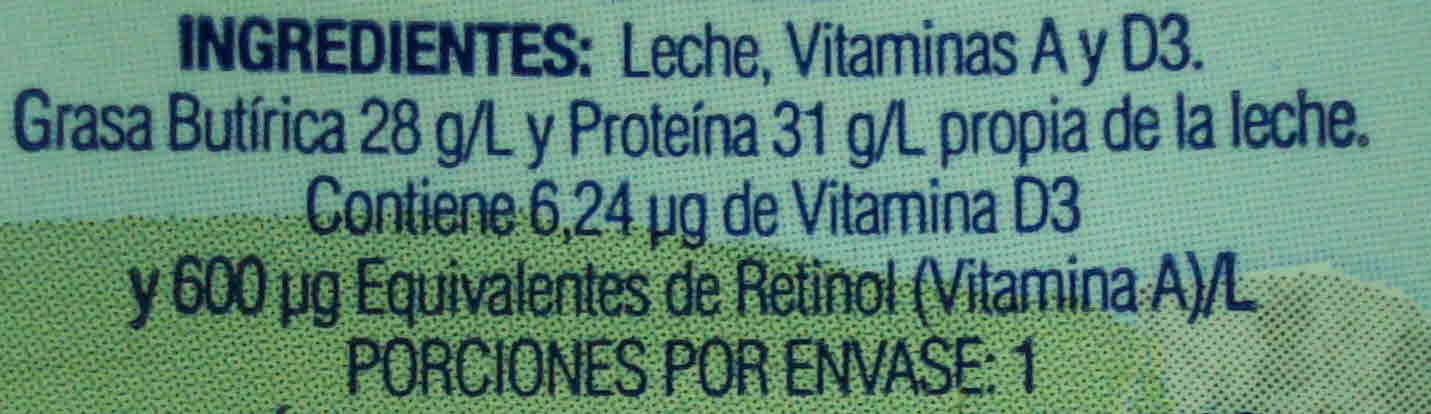 INGREDIENTES: Leche, Vitaminas A y D3.
Grasa Butírica 28 g/L y Proteína 31 g/L propia de la leche.
Contiene 6,24 µg de Vitamina D3
y 600 µg Equivalentes de Retinol (Vitamina A)/L
PORCIONES POR ENVASE: 1